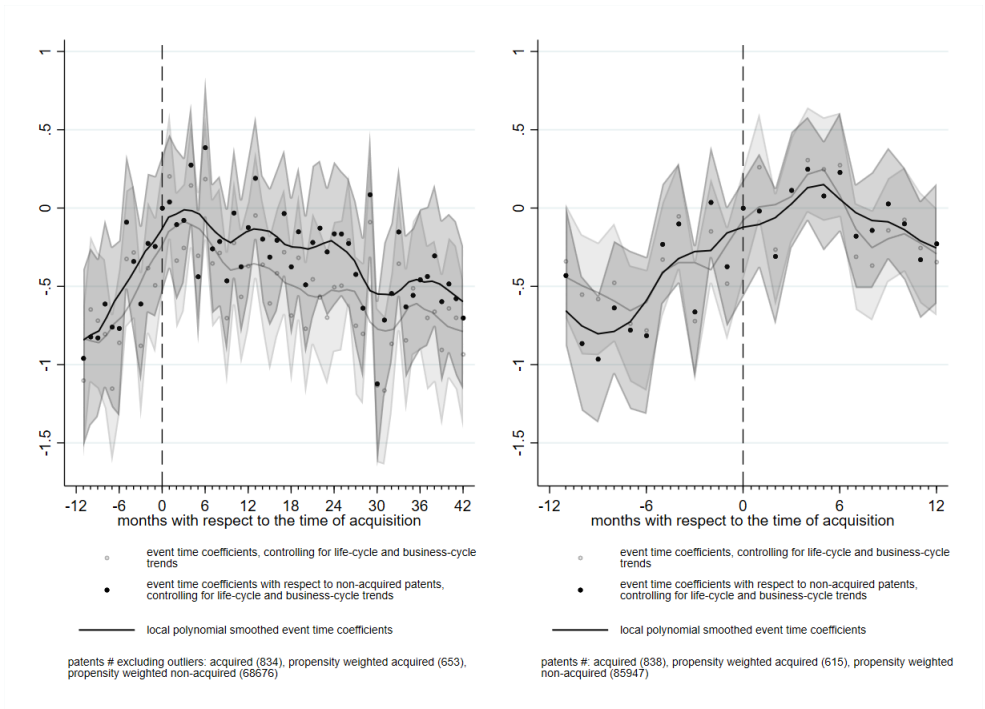 1
.5
0
-.5
-1
-1.5
-12 -6 0 6 12 18 24 30 36 42
months with respect to the time of acquisition
event time coefficients, controlling for life-cycle and business-cycle
trends
event time coefficients with respect to non-acquired patents,
controlling for life-cycle and business-cycle trends
local polynomial smoothed event time coefficients
patents # excluding outliers: acquired (834), propensity weighted acquired (653),
propensity weighted non-acquired (68676)
1
.5
0
-.5
-1
-1.5
-12 -6 0 6 12
months with respect to the time of acquisition
event time coefficients, controlling for life-cycle and business-cycle
trends
event time coefficients with respect to non-acquired patents,
controlling for life-cycle and business-cycle trends
local polynomial smoothed event time coefficients
patents #: acquired (838), propensity weighted acquired (615), propensity weighted
non-acquired (85947)